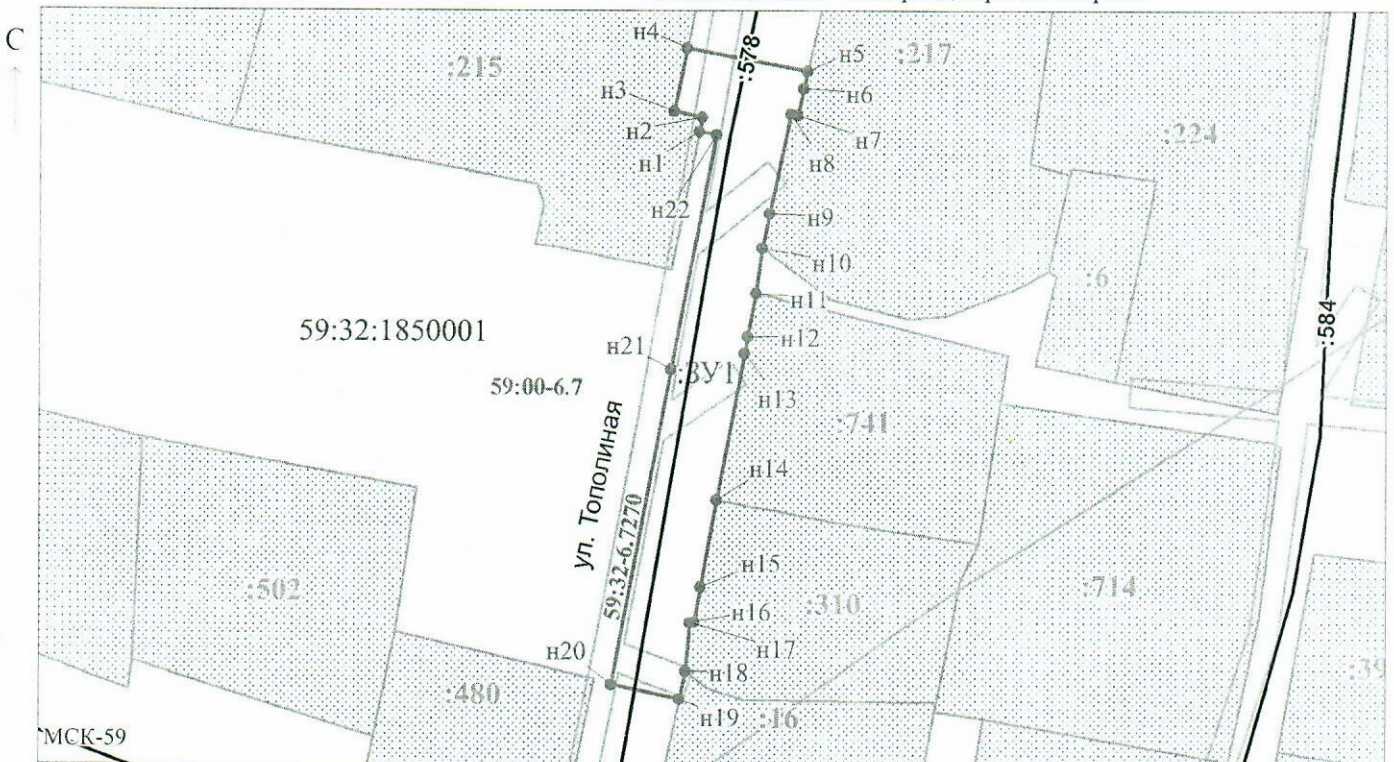 С
н4
:578
н5
:217
:215
н3
н6
н2
н7
н1
н8
:224
н22
н9
н10
:6
н11
59:32:1850001
:584
н12
н21
:ЗУ1
59:00-6.7
н13
ул. Тополиная
:741
н14
59:32-6.7270
н15
:502
:310
:714
н16
н17
н20
н18
:39
:480
н19
:16
МСК-59